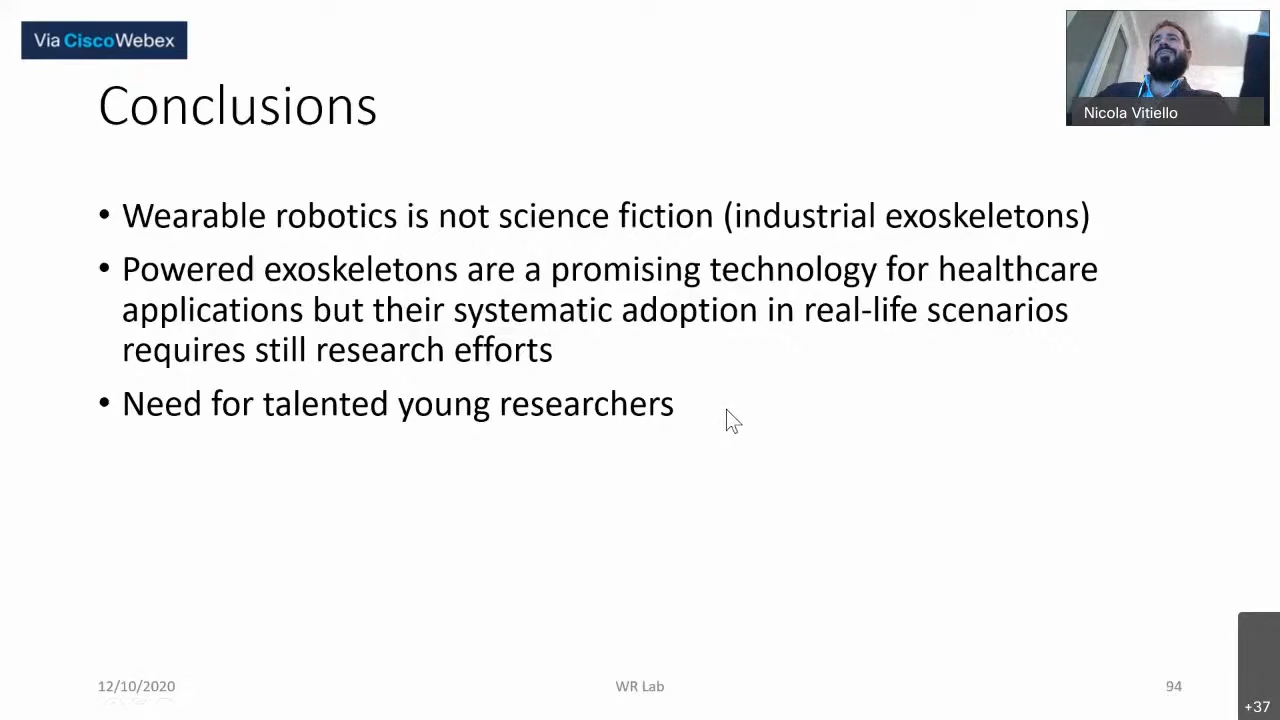 Via CiscoWebex
Nicola Vitiello
Conclusions
• Wearable robotics is not science fiction (industrial exoskeletons)
• Powered exoskeletons are a promising technology for healthcare
applications but their systematic adoption in real-life scenarios
requires still research efforts
• Need for talented young researchers
12/10/2020
WR Lab
94
+37